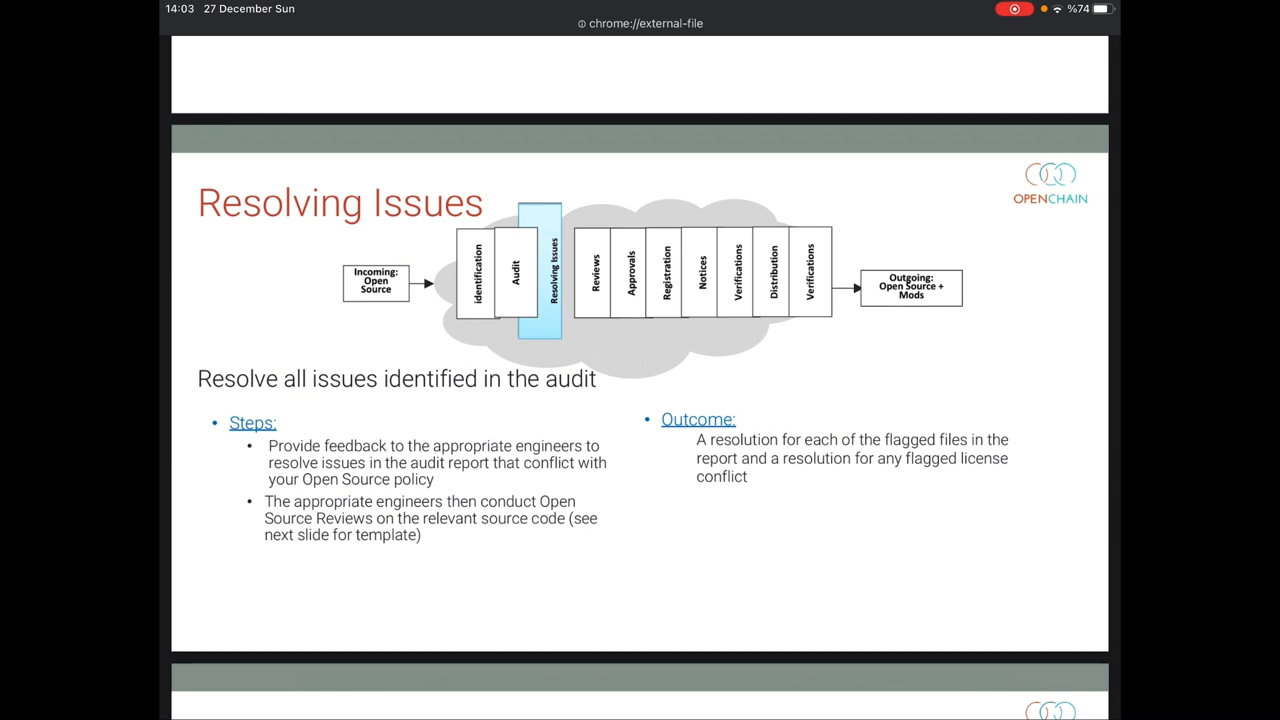 14:03 27 December Sun
%74
chrome://external-file
Resolving Issues
OPENCHAIN
Incoming:
Open
Source
identification
Audit
Resolving Issues
Reviews
Approvals
Registration
Notices
Verifications
Distribution
Verifications
Outgoing:
Open Source +
Mods
Resolve all issues identified in the audit
• Steps:
• Provide feedback to the appropriate engineers to
resolve issues in the audit report that conflict with
your Open Source policy
• The appropriate engineers then conduct Open
Source Reviews on the relevant source code (see
next slide for template)
• Outcome:
A resolution for each of the flagged files in the
report and a resolution for any flagged license
conflict